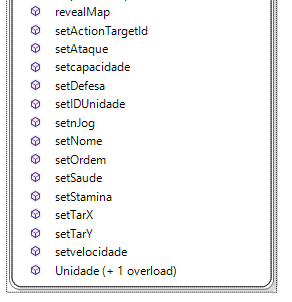 revealMap
setActionTargetId
setAtaque
setcapacidade
setDefesa
setIDUnidade
setnJog
setNome
setOrdem
setSaude
setStamina
setTarX
setTarY
setvelocidade
Unidade (+ 1 overload)